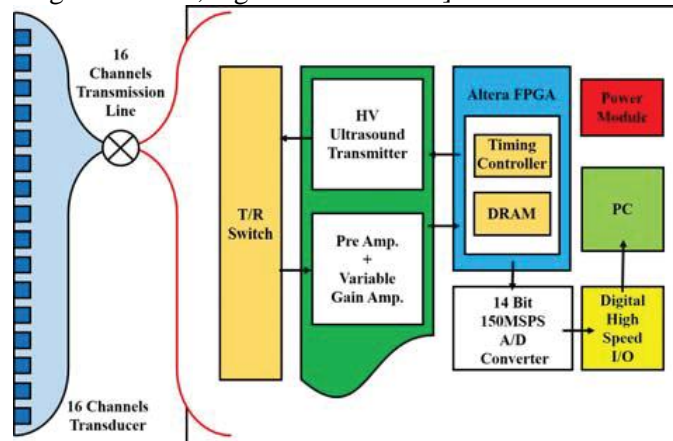 16
Channels
Transmission
Line
T/R
Switch
HV
Ultrasound
Transmitter
Pre Amp.
+
Variable
Gain Amp.
Altera FPGA
Timing
Controller
DRAM
14 Bit
150MSPS
A/D
Converter
Power
Module
PC
Digital
High
Speed
I/O
16 Channels
Transducer